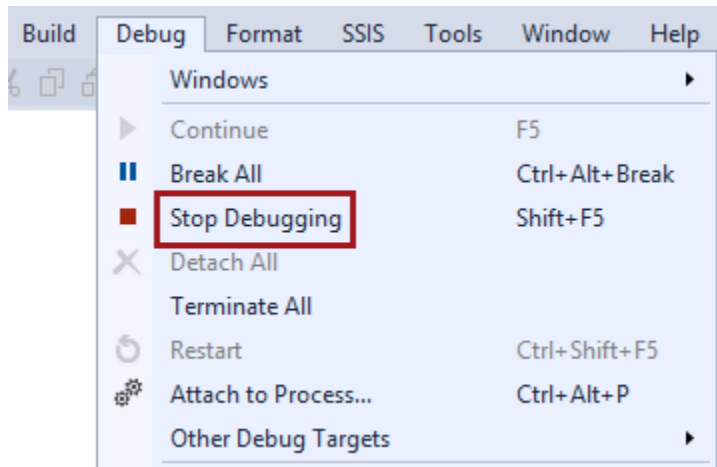 Build Debug Format SSIS Tools Window Help
Windows
Continue F5
Break All Ctrl+Alt+Break
Stop Debugging Shift+F5
Detach All
Terminate All
Restart Ctrl+Shift+F5
Attach to Process... Ctrl+Alt+P
Other Debug Targets